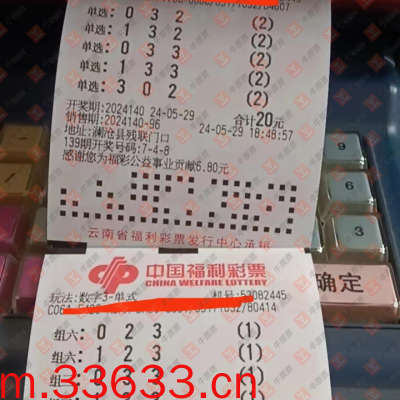 单选: 0 3 2 (2)
单选: 1 3 2 (2)
单选: 0 3 3 (2)
单选: 1 3 3 (2)
单选: 3 0 2 (2)
开奖期:2024140 24-05-29 合计20元
销售期:2024140-96 24-05-29 18:48:57
地址:澜沧县残联门口
139期开奖号码:7-4-8
感谢您为福彩公益事业贡献6.80元
云南省福利彩票发行中心承销
9
6
3
确定
中国福利彩票
CHINA WELFARE LOTTERY
玩法:数字3-单式 机号:57082445
组六: 0 2 3 (1)
组六: 1 2 3 (1)
m.33633.cn